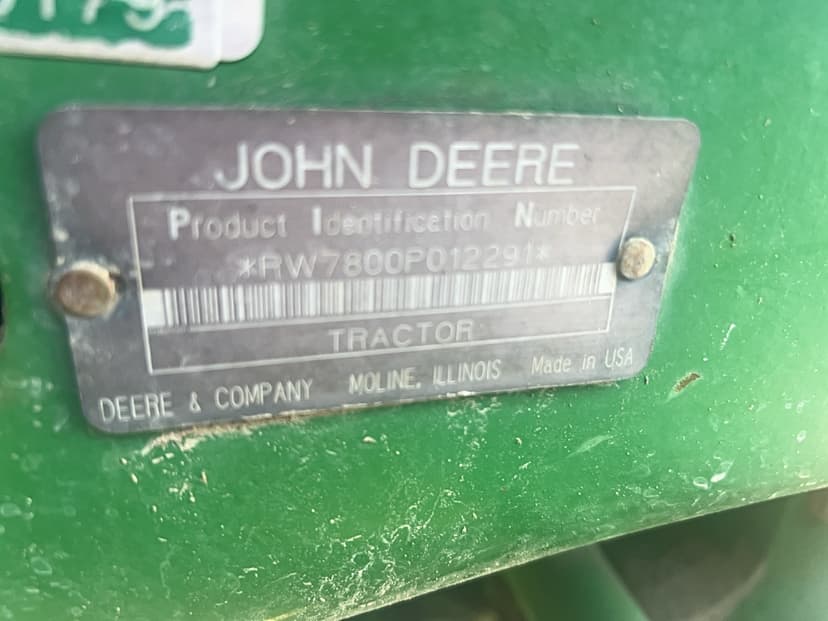 JOHN DEERE
Product Identification Number
*RW7800P012291*
TRACTOR
DEERE & COMPANY MOLINE, ILLINOIS Made in USA